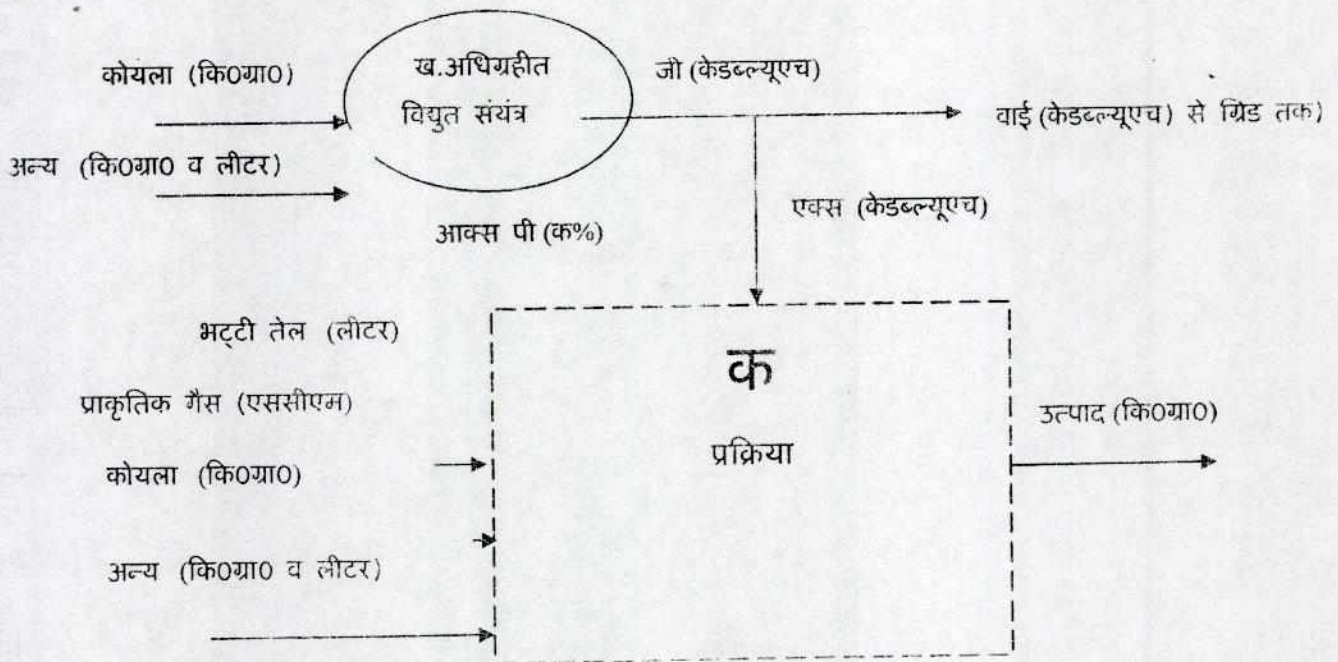 कोयला (कि0ग्रा0)
ख.अधिग्रहीत
विद्युत संयंत्र
जी (केडब्ल्यूएच)
वाई (केडब्ल्यूएच) से ग्रिड तक)
अन्य (कि0ग्रा0 व लीटर)
एक्स (केडब्ल्यूएच)
आक्स पी (क%)
भट्टी तेल (लीटर)
क
प्राकृतिक गैस (एससीएम)
उत्पाद (कि0ग्रा0)
प्रक्रिया
कोयला (कि0ग्रा0)
अन्य (कि0ग्रा0 व लीटर)